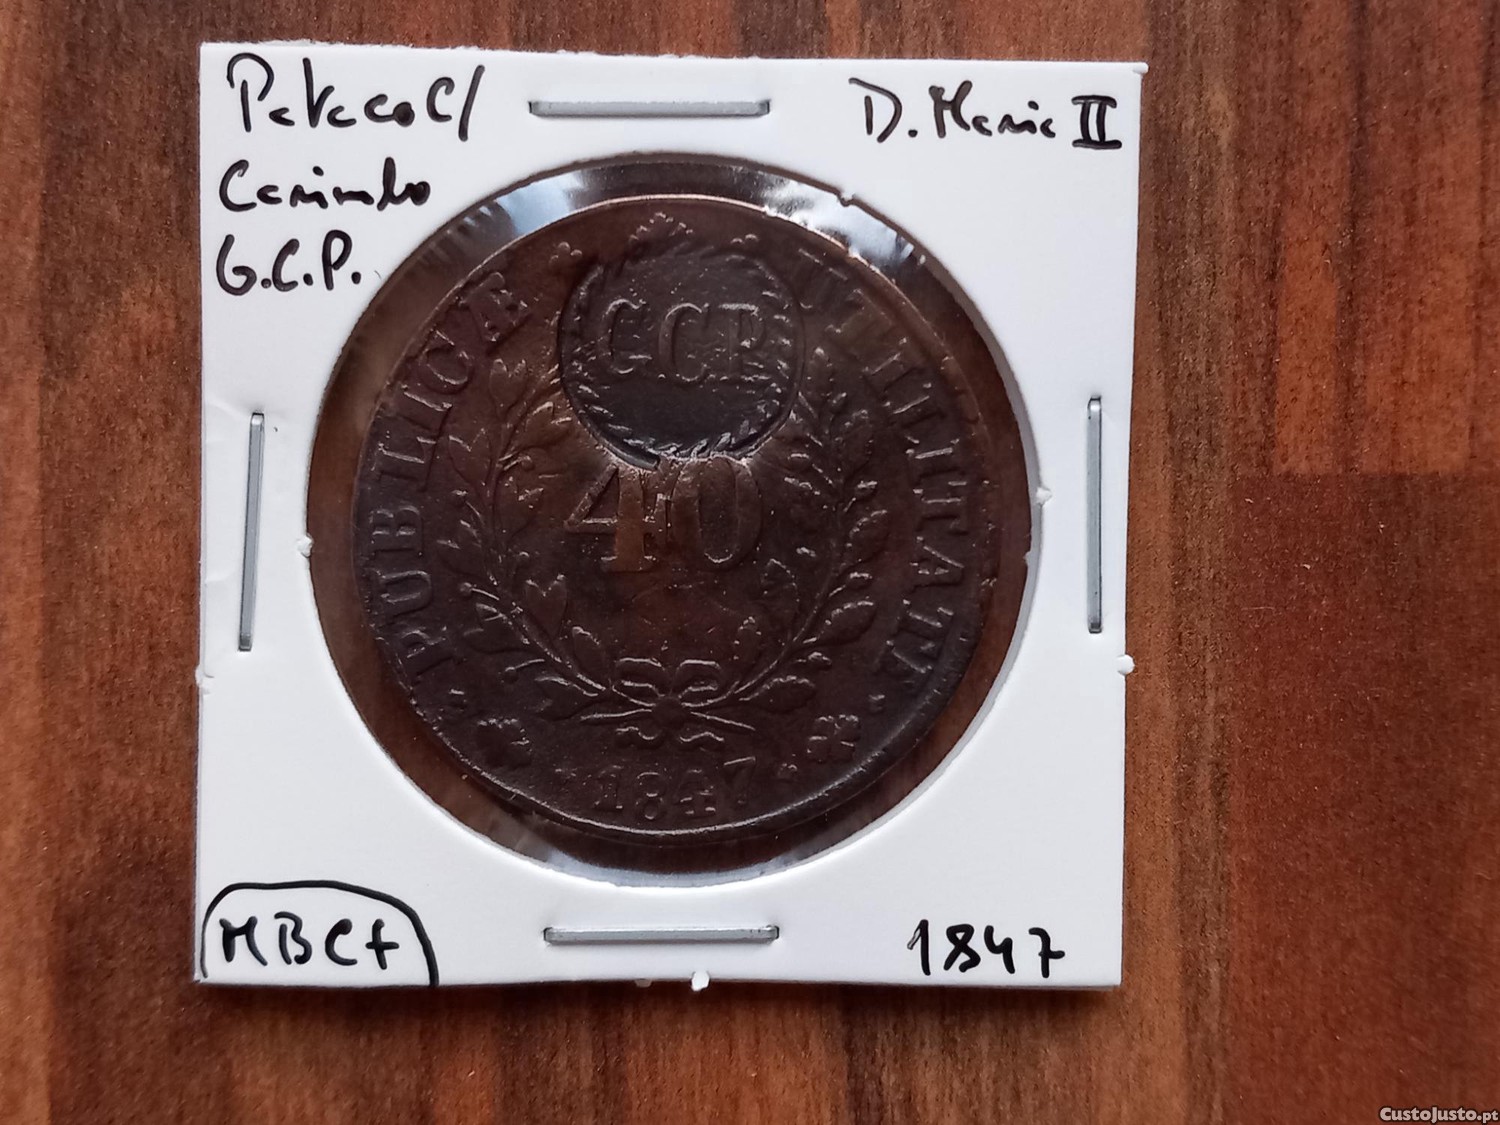 Pataco C/
Carimbo
G.C.P.
D. Maria II
GCP
PUBLICÆ UTILITATI
40
1847
MBC+
1847
CustoJusto.pt